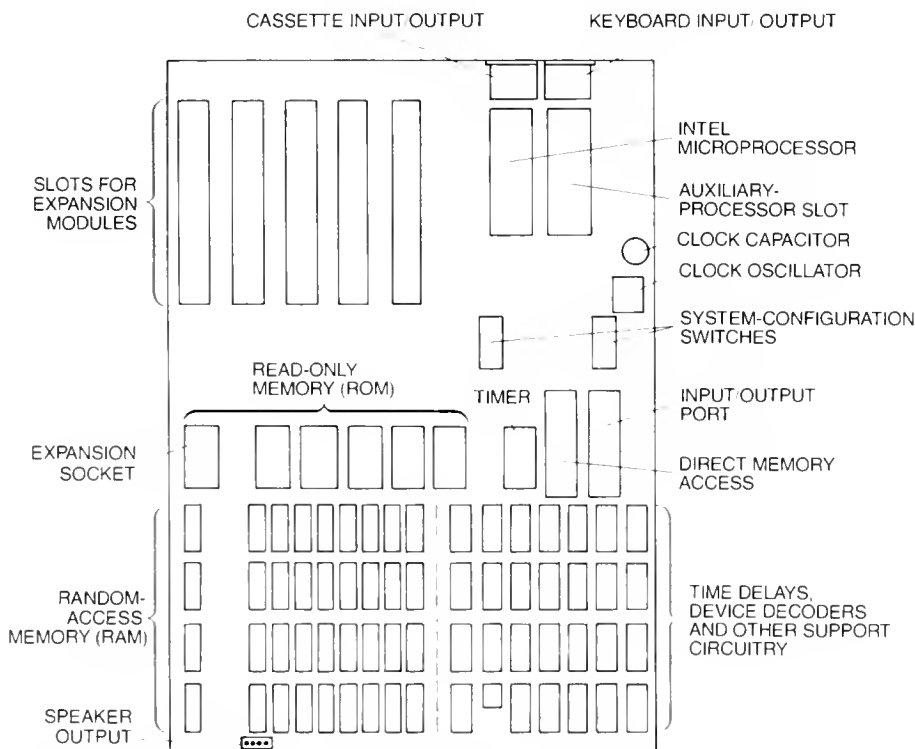 CASSETTE INPUT/OUTPUT
KEYBOARD INPUT/OUTPUT
INTEL
MICROPROCESSOR
SLOTS FOR
EXPANSION
MODULES
AUXILIARY-
PROCESSOR SLOT
CLOCK CAPACITOR
CLOCK OSCILLATOR
SYSTEM-CONFIGURATION
SWITCHES
READ-ONLY
MEMORY (ROM)
TIMER
INPUT/OUTPUT
PORT
EXPANSION
SOCKET
DIRECT MEMORY
ACCESS
RANDOM-
ACCESS
MEMORY (RAM)
TIME DELAYS,
DEVICE DECODERS
AND OTHER SUPPORT
CIRCUITRY
SPEAKER
OUTPUT